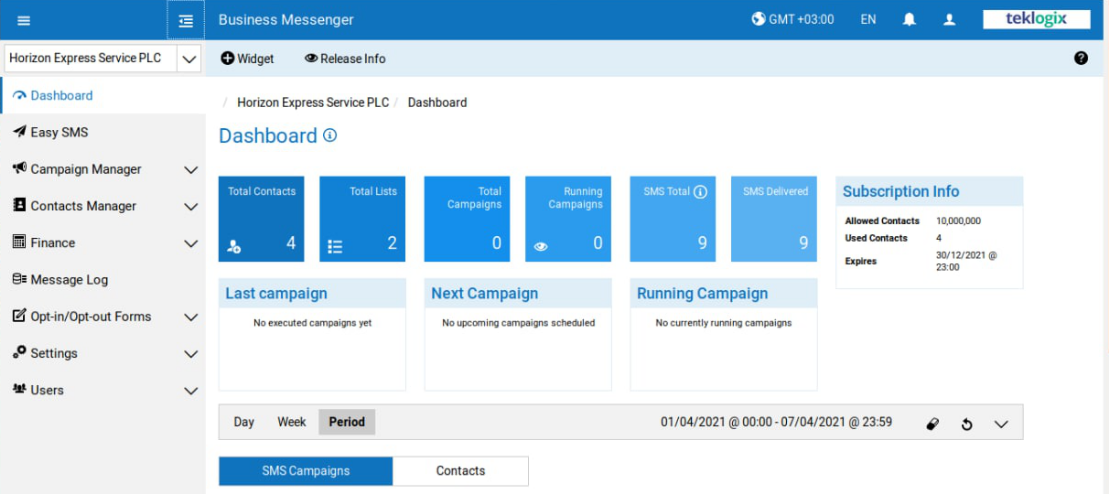 Business Messenger
GMT +03:00
EN
teklogix
Horizon Express Service PLC
Widget
Release Info
Dashboard
Easy SMS
Campaign Manager
Contacts Manager
Finance
Message Log
Opt-in/Opt-out Forms
Settings
Users
/ Horizon Express Service PLC / Dashboard
Dashboard
Total Contacts
4
Total Lists
2
Total
Campaigns
0
Running
Campaigns
0
SMS Total
9
SMS Delivered
9
Subscription Info
Allowed Contacts 10,000,000
Used Contacts 4
Expires 30/12/2021 @
23:00
Last campaign
No executed campaigns yet
Next Campaign
No upcoming campaigns scheduled
Running Campaign
No currently running campaigns
Day Week Period 01/04/2021 @ 00:00 - 07/04/2021 @ 23:59
SMS Campaigns Contacts